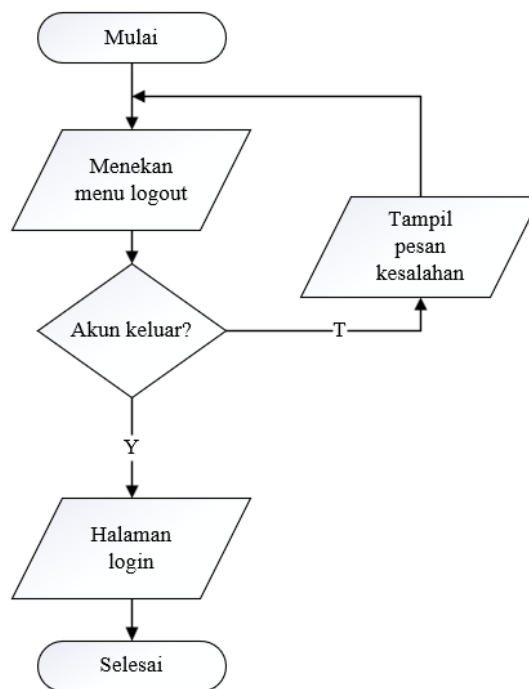 Mulai
Menekan
menu logout
Tampil
pesan
kesalahan
Akun keluar?
T
Y
Halaman
login
Selesai